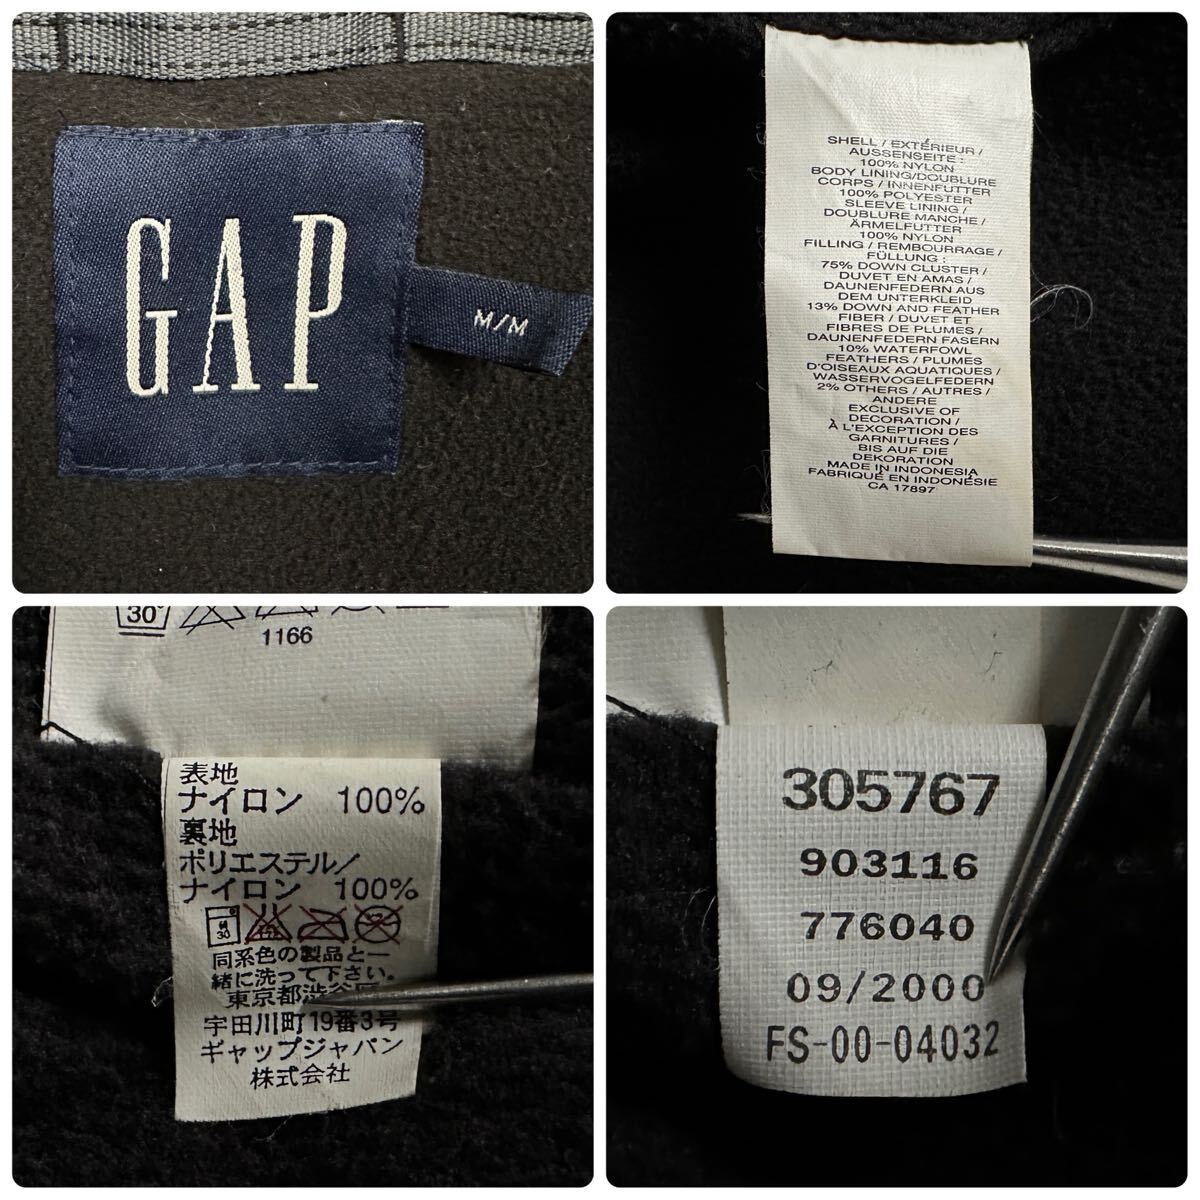 GAP
M/M
SHELL / EXTÉRIEUR /
AUSSENSEITE :
100% NYLON
BODY LINING/DOUBLURE
CORPS / INNENFUTTER
100% POLYESTER
SLEEVE LINING /
DOUBLURE MANCHE /
ÄRMELFUTTER
100% NYLON
FILLING / REMBOURRAGE /
FÜLLUNG :
75% DOWN CLUSTER /
DUVET EN AMAS /
DAUNENFEDERN AUS
DEM UNTERKLEID
13% DOWN AND FEATHER
FIBER / DUVET ET
FIBRES DE PLUMES /
DAUNENFEDERN FASERN
10% WATERFOWL
FEATHERS / PLUMES
D'OISEAUX AQUATIQUES /
WASSERVOGELFEDERN
2% OTHERS / AUTRES /
ANDERE
EXCLUSIVE OF
DECORATION /
À L'EXCEPTION DES
GARNITURES /
BIS AUF DIE
DEKORATION
MADE IN INDONESIA
FABRIQUÉ EN INDONÉSIE
CA 17897
30°
1166
表地
ナイロン 100%
裏地
ポリエステル/
ナイロン 100%
30
同系色の製品と一
緒に洗って下さい。
東京都渋谷区
宇田川町19番3号
ギャップジャパン
株式会社
305767
903116
776040
09/2000
FS-00-04032